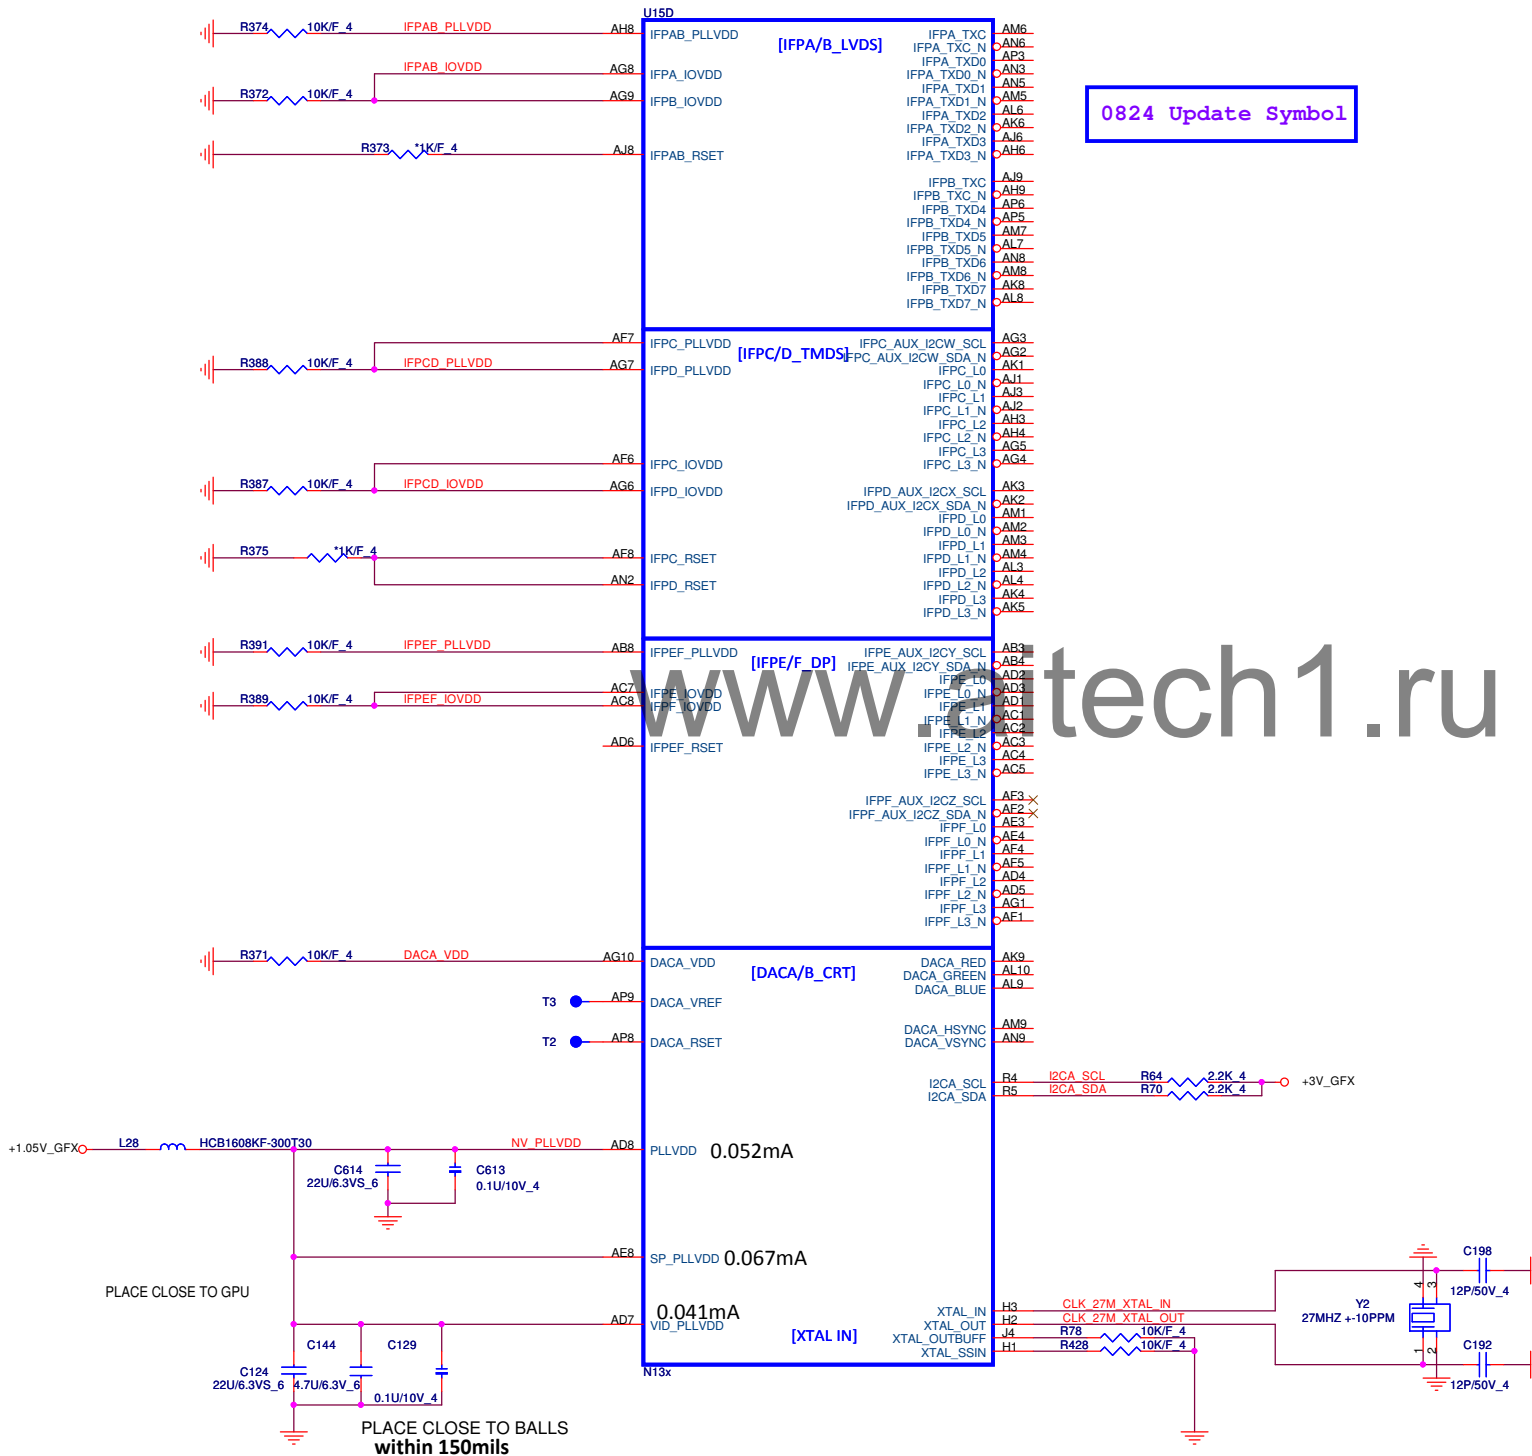 U15D
R374 10K/F_4 IFPAB_PLLVDD AH8 IFPAB_PLLVDD
[IFPA/B_LVDS]
IFPAB_IOVDD AG8 IFPA_IOVDD
R372 10K/F_4 AG9 IFPB_IOVDD
R373 *1K/F_4 AJ8 IFPAB_RSET
IFPA_TXC AM6
IFPA_TXC_N AN6
IFPA_TXD0 AP3
IFPA_TXD0_N AN3
IFPA_TXD1 AN5
IFPA_TXD1_N AM5
IFPA_TXD2 AL6
IFPA_TXD2_N AK6
IFPA_TXD3 AJ6
IFPA_TXD3_N AH6
IFPB_TXC AJ9
IFPB_TXC_N AH9
IFPB_TXD4 AP6
IFPB_TXD4_N AP5
IFPB_TXD5 AM7
IFPB_TXD5_N AL7
IFPB_TXD6 AN8
IFPB_TXD6_N AM8
IFPB_TXD7 AK8
IFPB_TXD7_N AL8
0824 Update Symbol
AF7 IFPC_PLLVDD
[IFPC/D_TMDS]
R388 10K/F_4 IFPCD_PLLVDD AG7 IFPD_PLLVDD
AF6 IFPC_IOVDD
R387 10K/F_4 IFPCD_IOVDD AG6 IFPD_IOVDD
R375 *1K/F_4 AF8 IFPC_RSET
AN2 IFPD_RSET
IFPC_AUX_I2CW_SCL AG3
IFPC_AUX_I2CW_SDA_N AG2
IFPC_L0 AK1
IFPC_L0_N AJ1
IFPC_L1 AJ3
IFPC_L1_N AJ2
IFPC_L2 AH3
IFPC_L2_N AH4
IFPC_L3 AG5
IFPC_L3_N AG4
IFPD_AUX_I2CX_SCL AK3
IFPD_AUX_I2CX_SDA_N AK2
IFPD_L0 AM1
IFPD_L0_N AM2
IFPD_L1 AM3
IFPD_L1_N AM4
IFPD_L2 AL3
IFPD_L2_N AL4
IFPD_L3 AK4
IFPD_L3_N AK5
R391 10K/F_4 IFPEF_PLLVDD AB8 IFPEF_PLLVDD
[IFPE/F_DP]
AC7 IFPE_IOVDD
R389 10K/F_4 IFPEF_IOVDD AC8 IFPF_IOVDD
AD6 IFPEF_RSET
IFPE_AUX_I2CY_SCL AB3
IFPE_AUX_I2CY_SDA_N AB4
IFPE_L0 AD2
IFPE_L0_N AD3
IFPE_L1 AD1
IFPE_L1_N AC1
IFPE_L2 AC2
IFPE_L2_N AC3
IFPE_L3 AC4
IFPE_L3_N AC5
IFPF_AUX_I2CZ_SCL AF3
IFPF_AUX_I2CZ_SDA_N AF2
IFPF_L0 AE3
IFPF_L0_N AE4
IFPF_L1 AF4
IFPF_L1_N AF5
IFPF_L2 AD4
IFPF_L2_N AD5
IFPF_L3 AG1
IFPF_L3_N AF1
www.aitech1.ru
R371 10K/F_4 DACA_VDD AG10 DACA_VDD
[DACA/B_CRT]
T3 AP9 DACA_VREF
T2 AP8 DACA_RSET
DACA_RED AK9
DACA_GREEN AL10
DACA_BLUE AL9
DACA_HSYNC AM9
DACA_VSYNC AN9
I2CA_SCL R4 I2CA_SCL R64 2.2K_4 +3V_GFX
I2CA_SDA R5 I2CA_SDA R70 2.2K_4
+1.05V_GFX L28 HCB1608KF-300T30 NV_PLLVDD AD8 PLLVDD 0.052mA
C614 22U/6.3VS_6
C613 0.1U/10V_4
AE8 SP_PLLVDD 0.067mA
PLACE CLOSE TO GPU
0.041mA
AD7 VID_PLLVDD
[XTAL IN]
XTAL_IN H3 CLK_27M_XTAL_IN
XTAL_OUT H2 CLK_27M_XTAL_OUT
XTAL_OUTBUFF J4 R78 10K/F_4
XTAL_SSIN H1 R428 10K/F_4
C198
12P/50V_4
4 3
Y2
27MHZ +-10PPM
1 2
C192
12P/50V_4
C144 C129
C124
22U/6.3VS_6 4.7U/6.3V_6
0.1U/10V_4
N13x
PLACE CLOSE TO BALLS
within 150mils